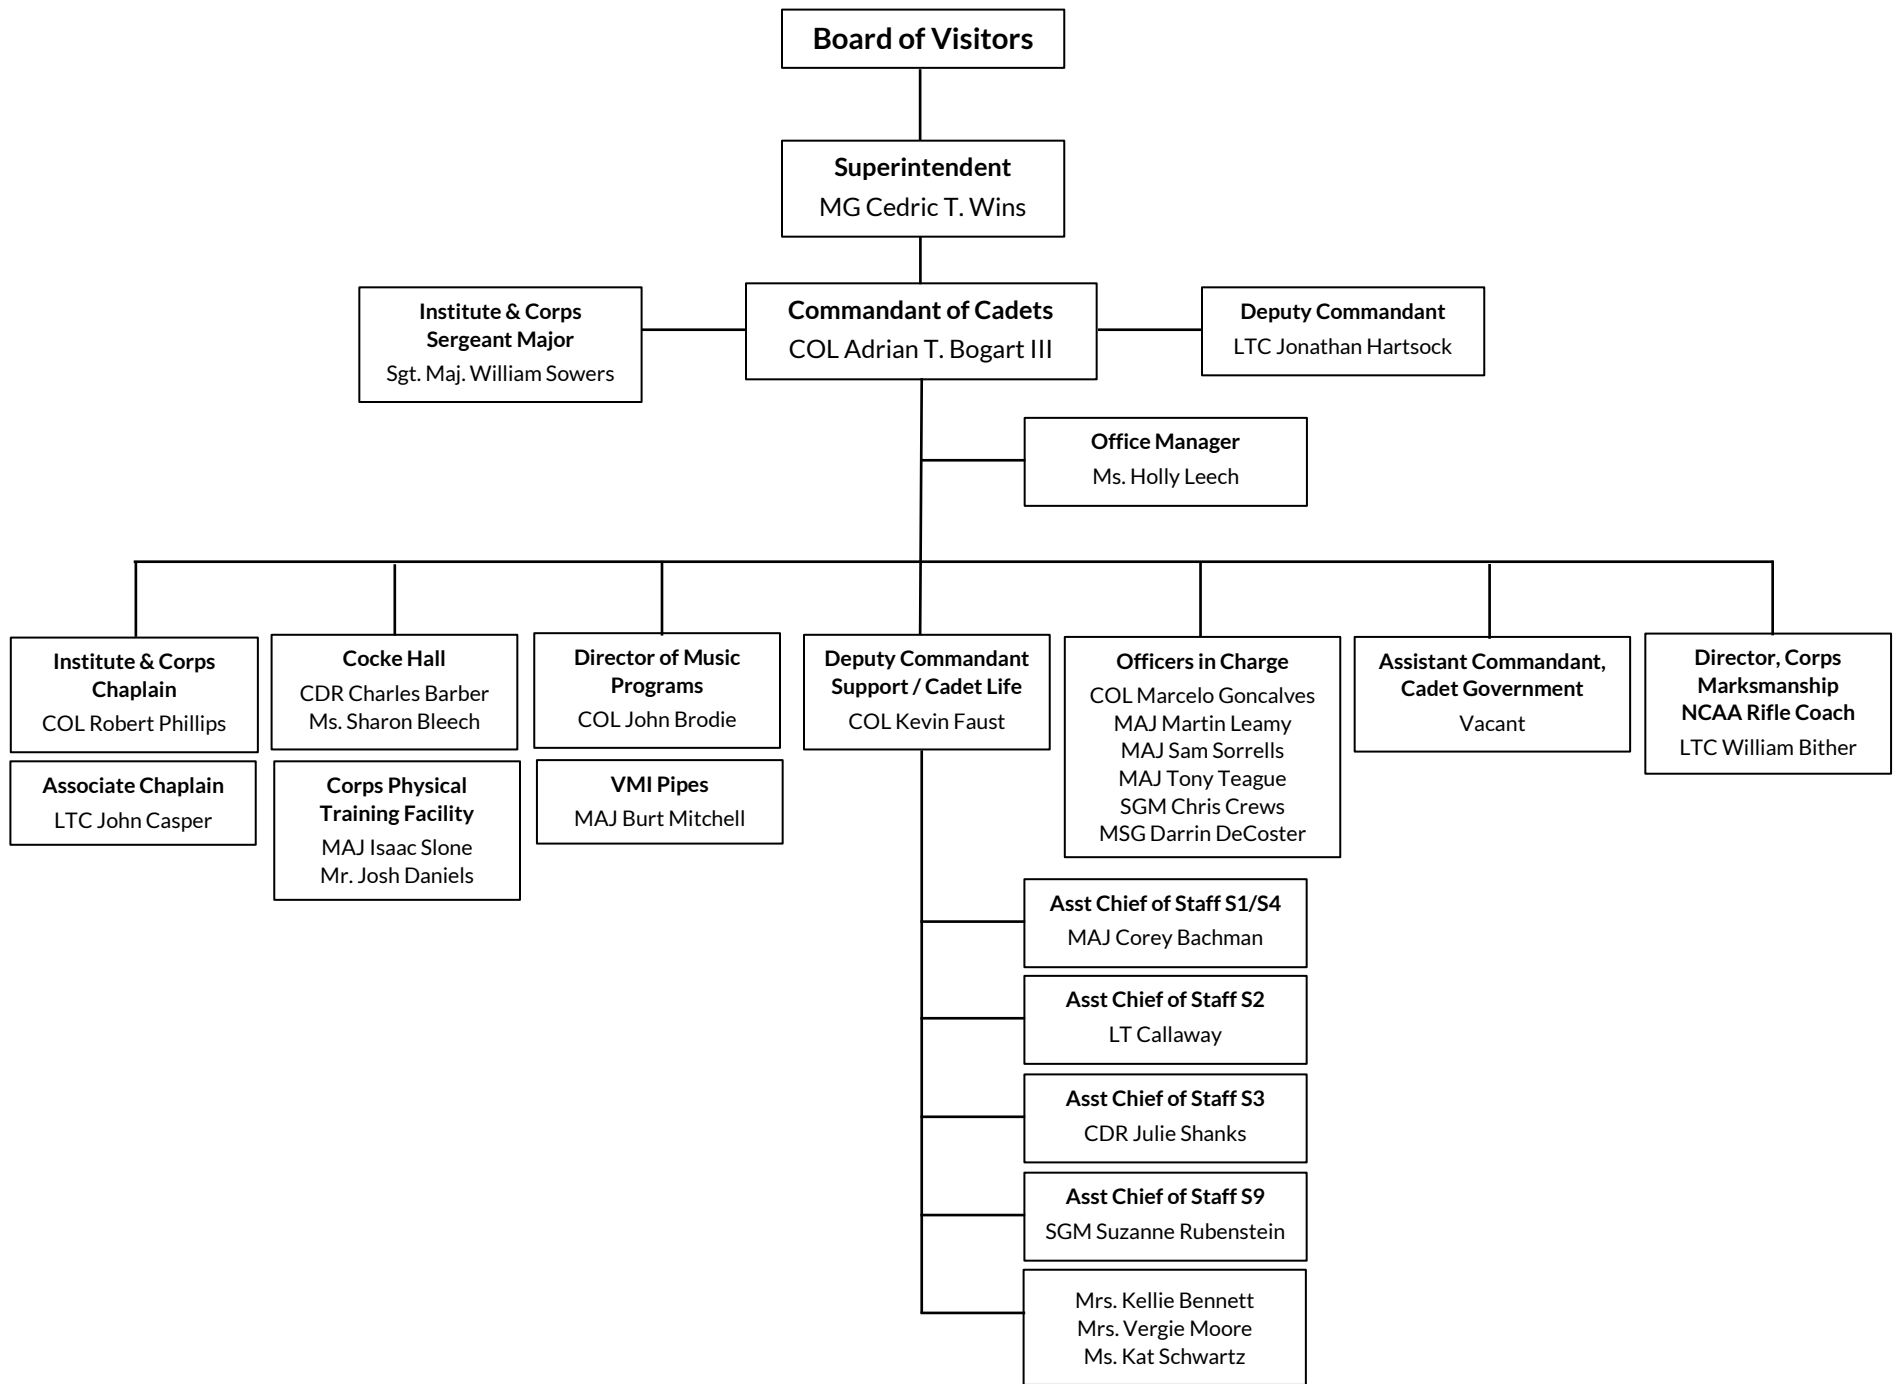 Board of Visitors
Superintendent
MG Cedric T. Wins
Institute & Corps
Sergeant Major
Sgt. Maj. William Sowers
Commandant of Cadets
COL Adrian T. Bogart III
Deputy Commandant
LTC Jonathan Hartsock
Office Manager
Ms. Holly Leech
Institute & Corps
Chaplain
COL Robert Phillips
Associate Chaplain
LTC John Casper
Cocke Hall
CDR Charles Barber
Ms. Sharon Bleech
Corps Physical
Training Facility
MAJ Isaac Slone
Mr. Josh Daniels
Director of Music
Programs
COL John Brodie
VMI Pipes
MAJ Burt Mitchell
Deputy Commandant
Support / Cadet Life
COL Kevin Faust
Officers in Charge
COL Marcelo Goncalves
MAJ Martin Leamy
MAJ Sam Sorrells
MAJ Tony Teague
SGM Chris Crews
MSG Darrin DeCoster
Assistant Commandant,
Cadet Government
Vacant
Director, Corps
Marksmanship
NCAA Rifle Coach
LTC William Bither
Asst Chief of Staff S1/S4
MAJ Corey Bachman
Asst Chief of Staff S2
LT Callaway
Asst Chief of Staff S3
CDR Julie Shanks
Asst Chief of Staff S9
SGM Suzanne Rubenstein
Mrs. Kellie Bennett
Mrs. Vergie Moore
Ms. Kat Schwartz